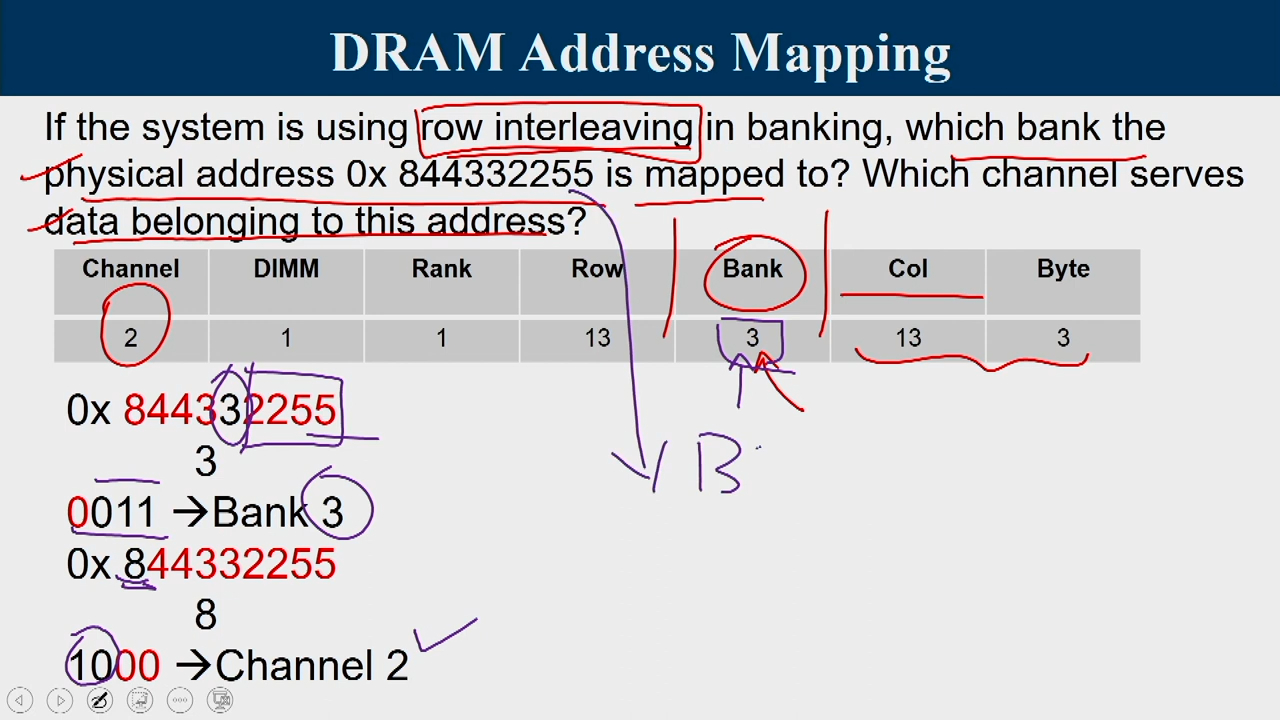 DRAM Address Mapping
If the system is using row interleaving in banking, which bank the
physical address 0x 844332255 is mapped to? Which channel serves
data belonging to this address?
Channel DIMM Rank Row Bank Col Byte
2 1 1 13 3 13 3
0x 844332255
3
0011 →Bank 3
B
0x 844332255
8
1000 →Channel 2